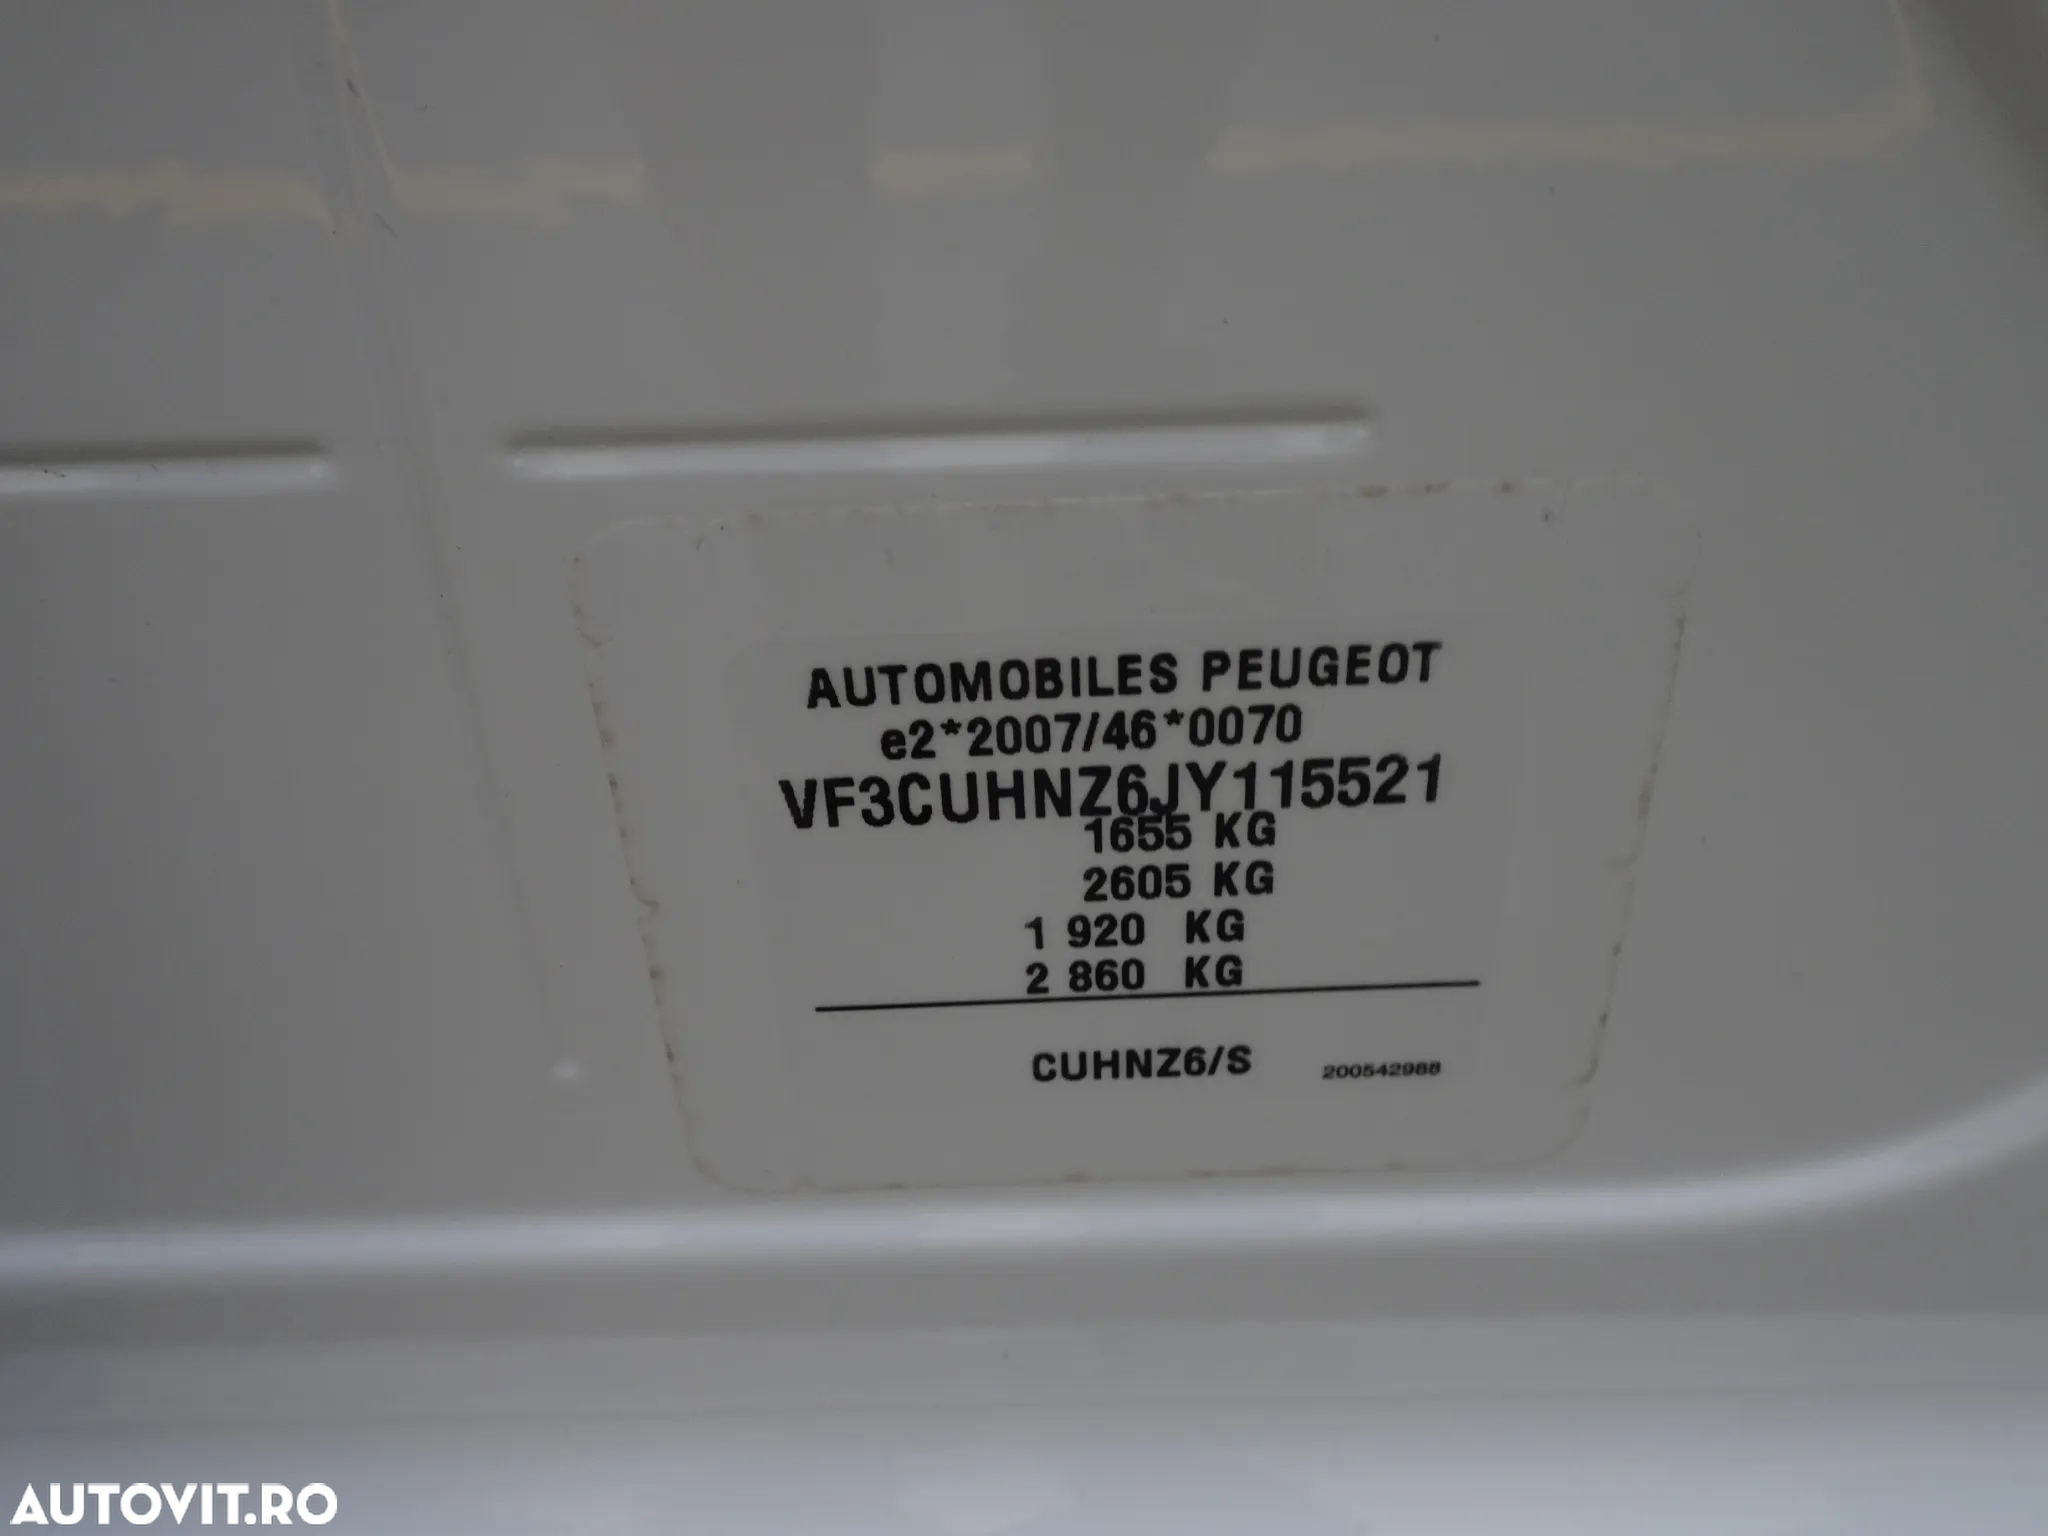 AUTOMOBILES PEUGEOT
e2*2007/46*0070
VF3CUHNZ6JY115521
1655 KG
2605 KG
1 920 KG
2 860 KG
CUHNZ6/S 200542988
AUTOVIT.RO